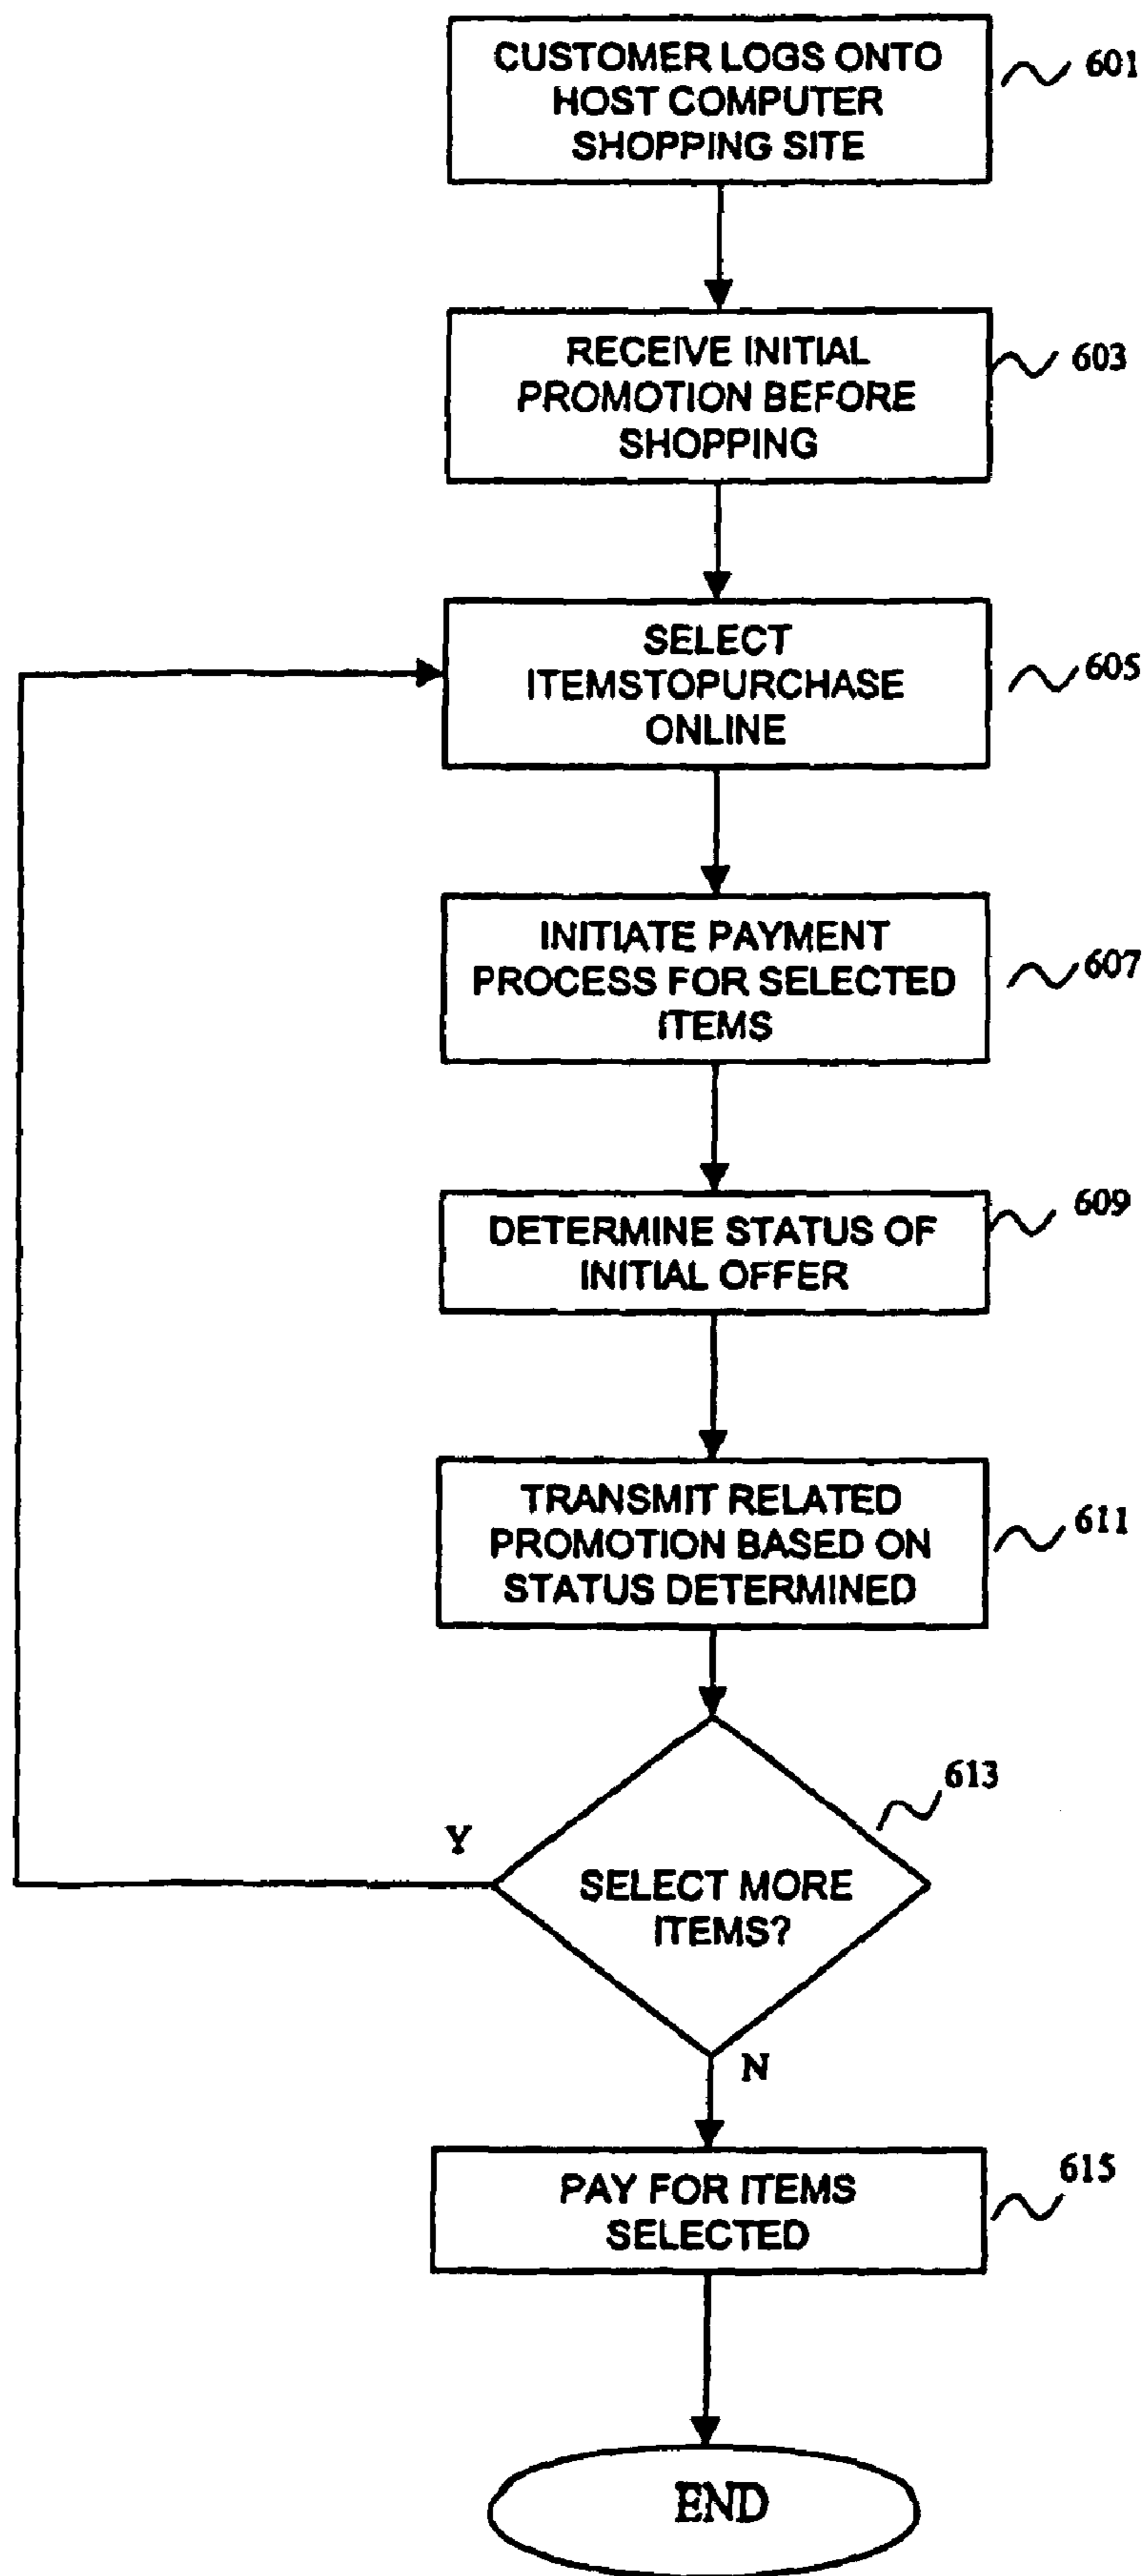 CUSTOMER LOGS ONTO
HOST COMPUTER
SHOPPING SITE
601
RECEIVE INITIAL
PROMOTION BEFORE
SHOPPING
603
SELECT
ITEMSTOPURCHASE
ONLINE
605
INITIATE PAYMENT
PROCESS FOR SELECTED
ITEMS
607
DETERMINE STATUS OF
INITIAL OFFER
609
TRANSMIT RELATED
PROMOTION BASED ON
STATUS DETERMINED
611
613
Y
SELECT MORE
ITEMS?
N
PAY FOR ITEMS
SELECTED
615
END